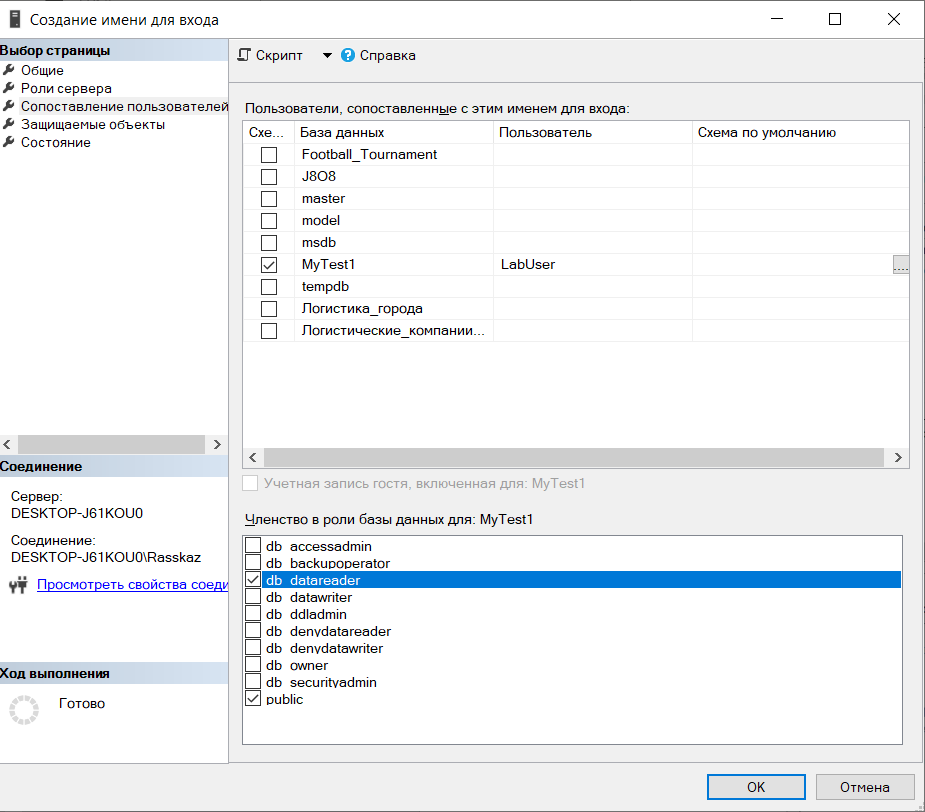 Создание имени для входа
Выбор страницы
Общие
Роли сервера
Сопоставление пользователей
Защищаемые объекты
Состояние
Скрипт
Справка
Пользователи, сопоставленные с этим именем для входа:
Схе... База данных Пользователь Схема по умолчанию
Football_Tournament
J8O8
master
model
msdb
MyTest1 LabUser ....
tempdb
Логистика_города
Логистические_компании...
Учетная запись гостя, включенная для: MyTest1
Членство в роли базы данных для: MyTest1
db_accessadmin
db_backupoperator
db_datareader
db_datawriter
db_ddladmin
db_denydatareader
db_denydatawriter
db_owner
db_securityadmin
public
Соединение
Сервер:
DESKTOP-J61KOU0
Соединение:
DESKTOP-J61KOU0\Rasskaz
Просмотреть свойства соеди
Ход выполнения
Готово
OK
Отмена